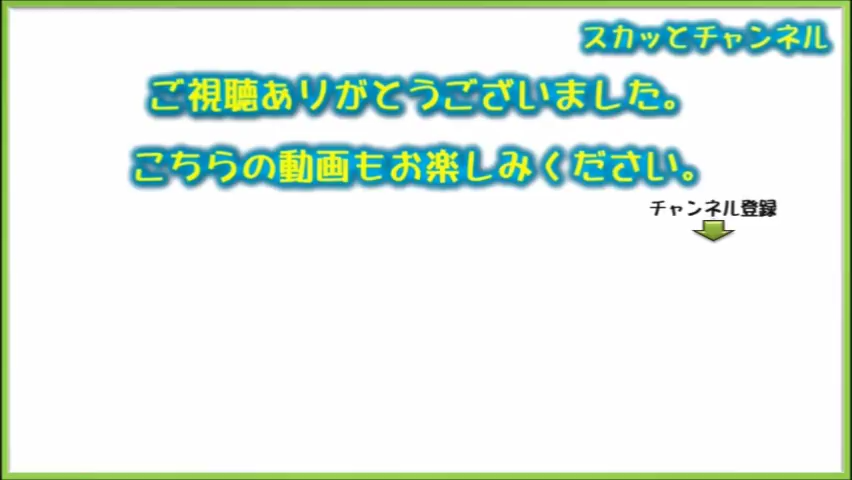 スカッとチャンネル
ご視聴ありがとうございました。
こちらの動画もお楽しみください。
チャンネル登録